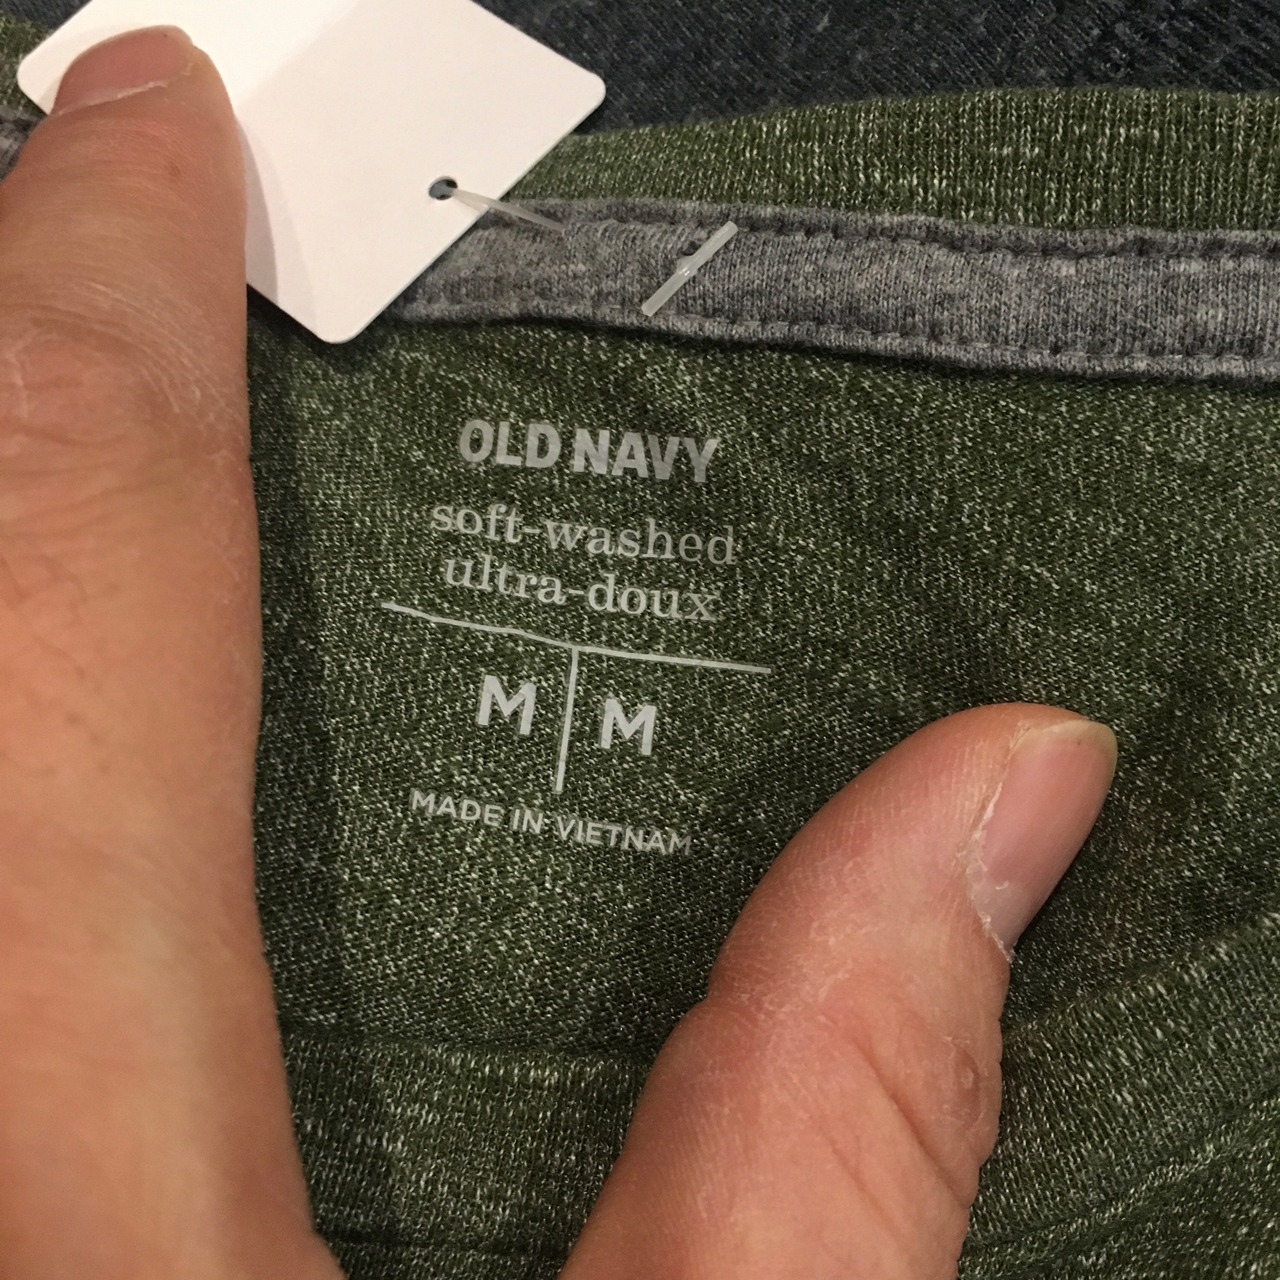 OLD NAVY
soft-washed
ultra-doux
M M
MADE IN VIETNAM